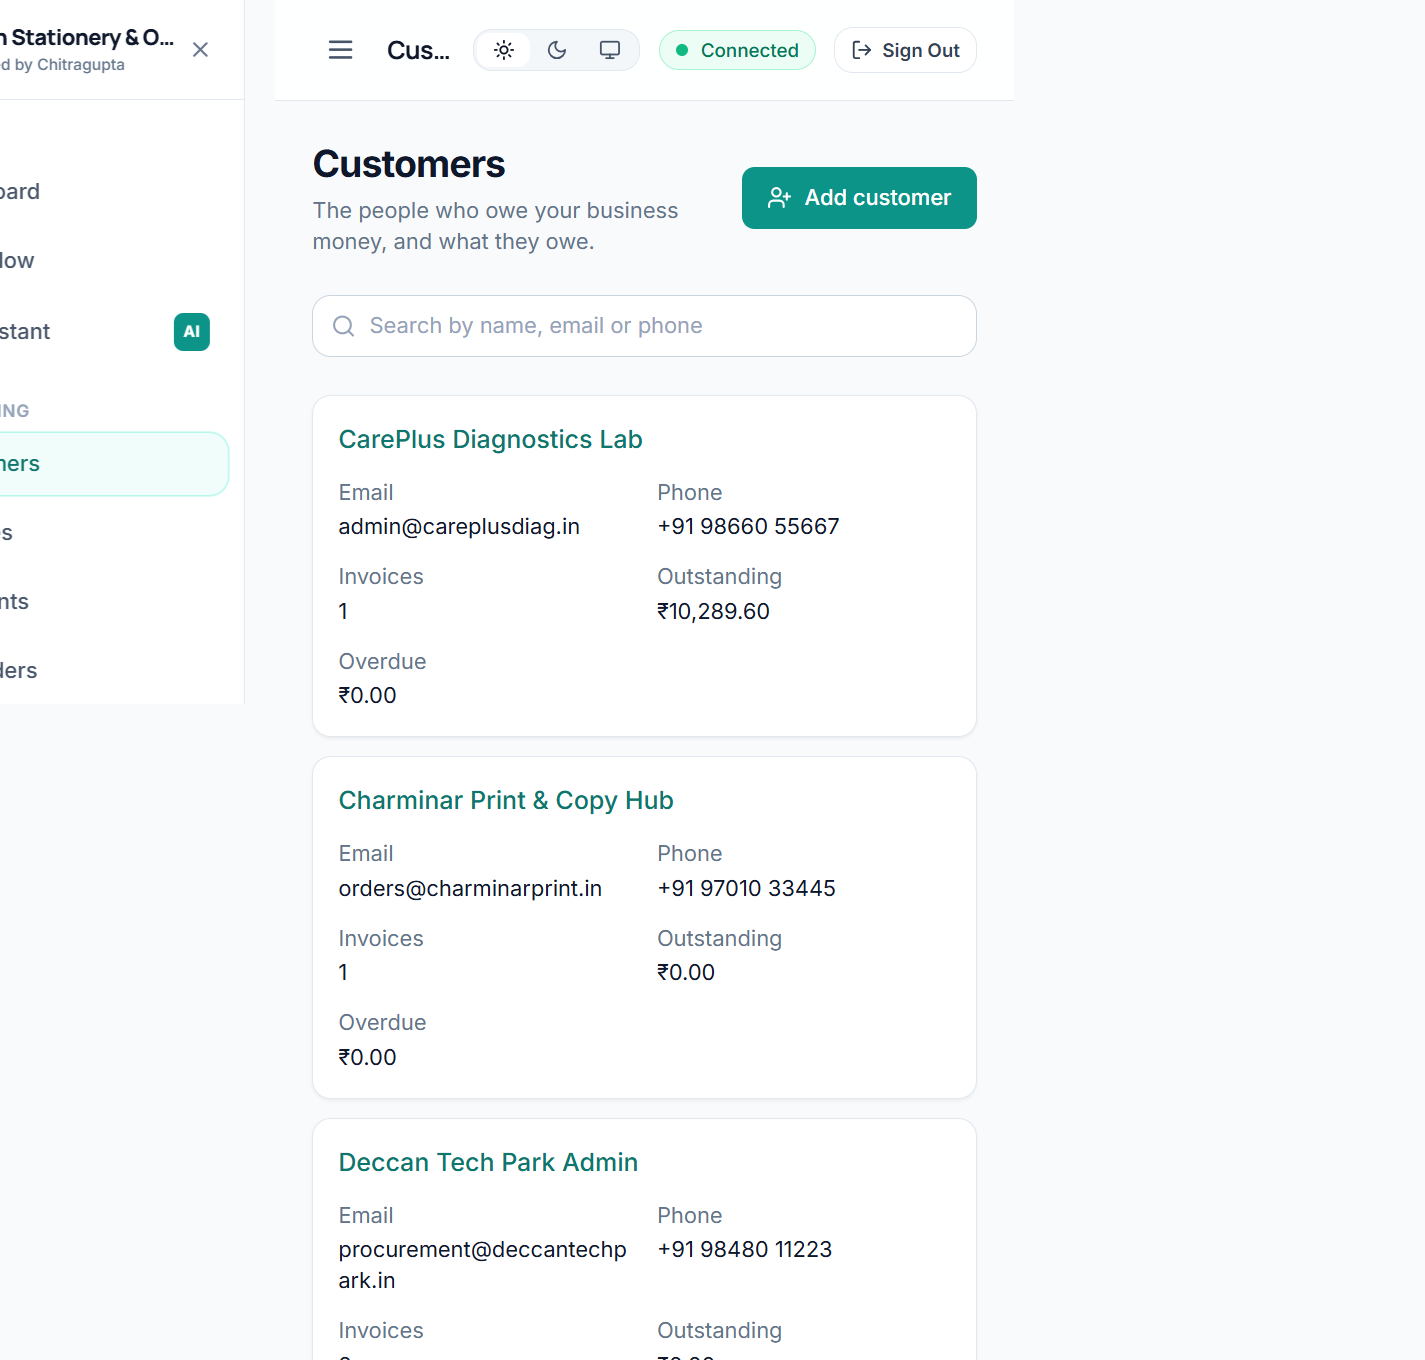 n Stationery & O...
d by Chitragupta
oard
low
stant
AI
ING
ners
s
nts
ders
Cus...
Connected
Sign Out
Customers
The people who owe your business
money, and what they owe.
Add customer
Search by name, email or phone
CarePlus Diagnostics Lab
Email
Phone
admin@careplusdiag.in
+91 98660 55667
Invoices
Outstanding
1
₹10,289.60
Overdue
₹0.00
Charminar Print & Copy Hub
Email
Phone
orders@charminarprint.in
+91 97010 33445
Invoices
Outstanding
1
₹0.00
Overdue
₹0.00
Deccan Tech Park Admin
Email
Phone
procurement@deccantechp
ark.in
+91 98480 11223
Invoices
Outstanding